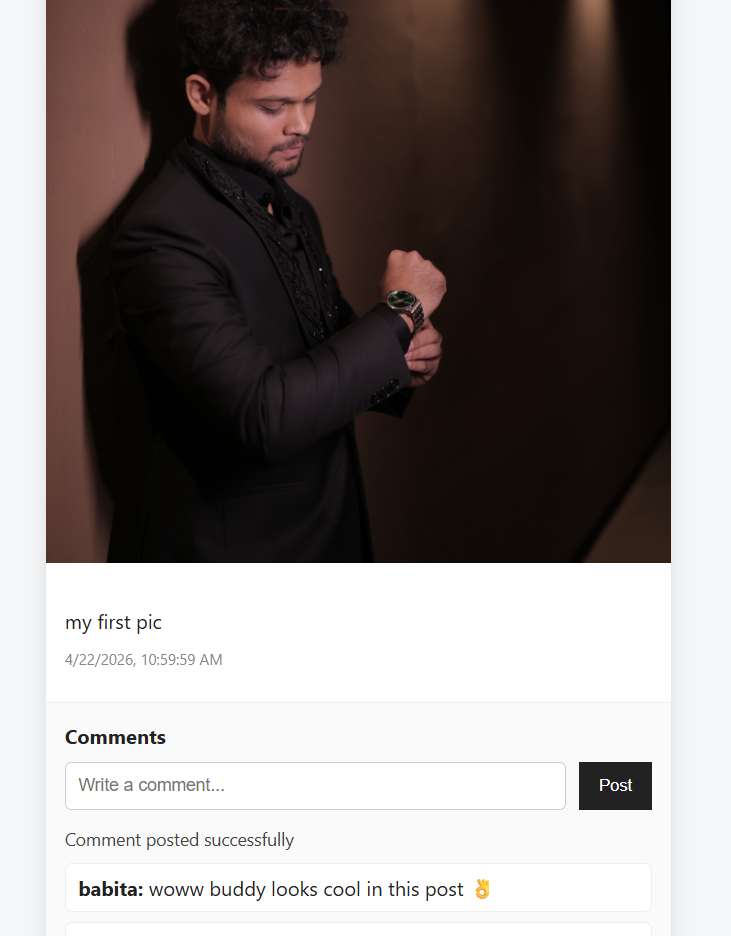 my first pic
4/22/2026, 10:59:59 AM
Comments
Write a comment...
Post
Comment posted successfully
babita: woww buddy looks cool in this post 👌